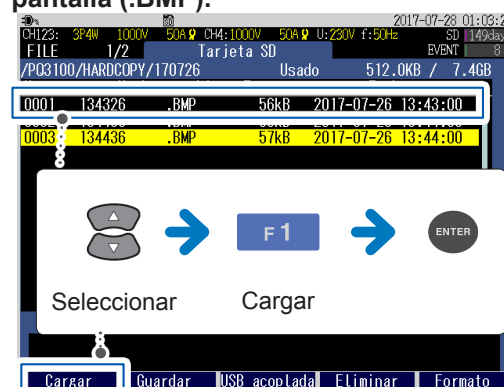 pantalla (.BMP).
2017-07-28 01:03:2
CH123: 3P4W 1000V 50A CH4:1000V 50A U:230V f:50Hz SD 149day
FILE 1/2 Tarjeta SD EVENT 8
/PQ3100/HARDCOPY/170726 Usado 512.0KB / 7.4GB
0001 134326 .BMP 56kB 2017-07-26 13:43:00
0003 134436 .BMP 57kB 2017-07-26 13:44:00
F1
ENTER
Seleccionar Cargar
Cargar Guardar USB acoplada Eliminar Formato